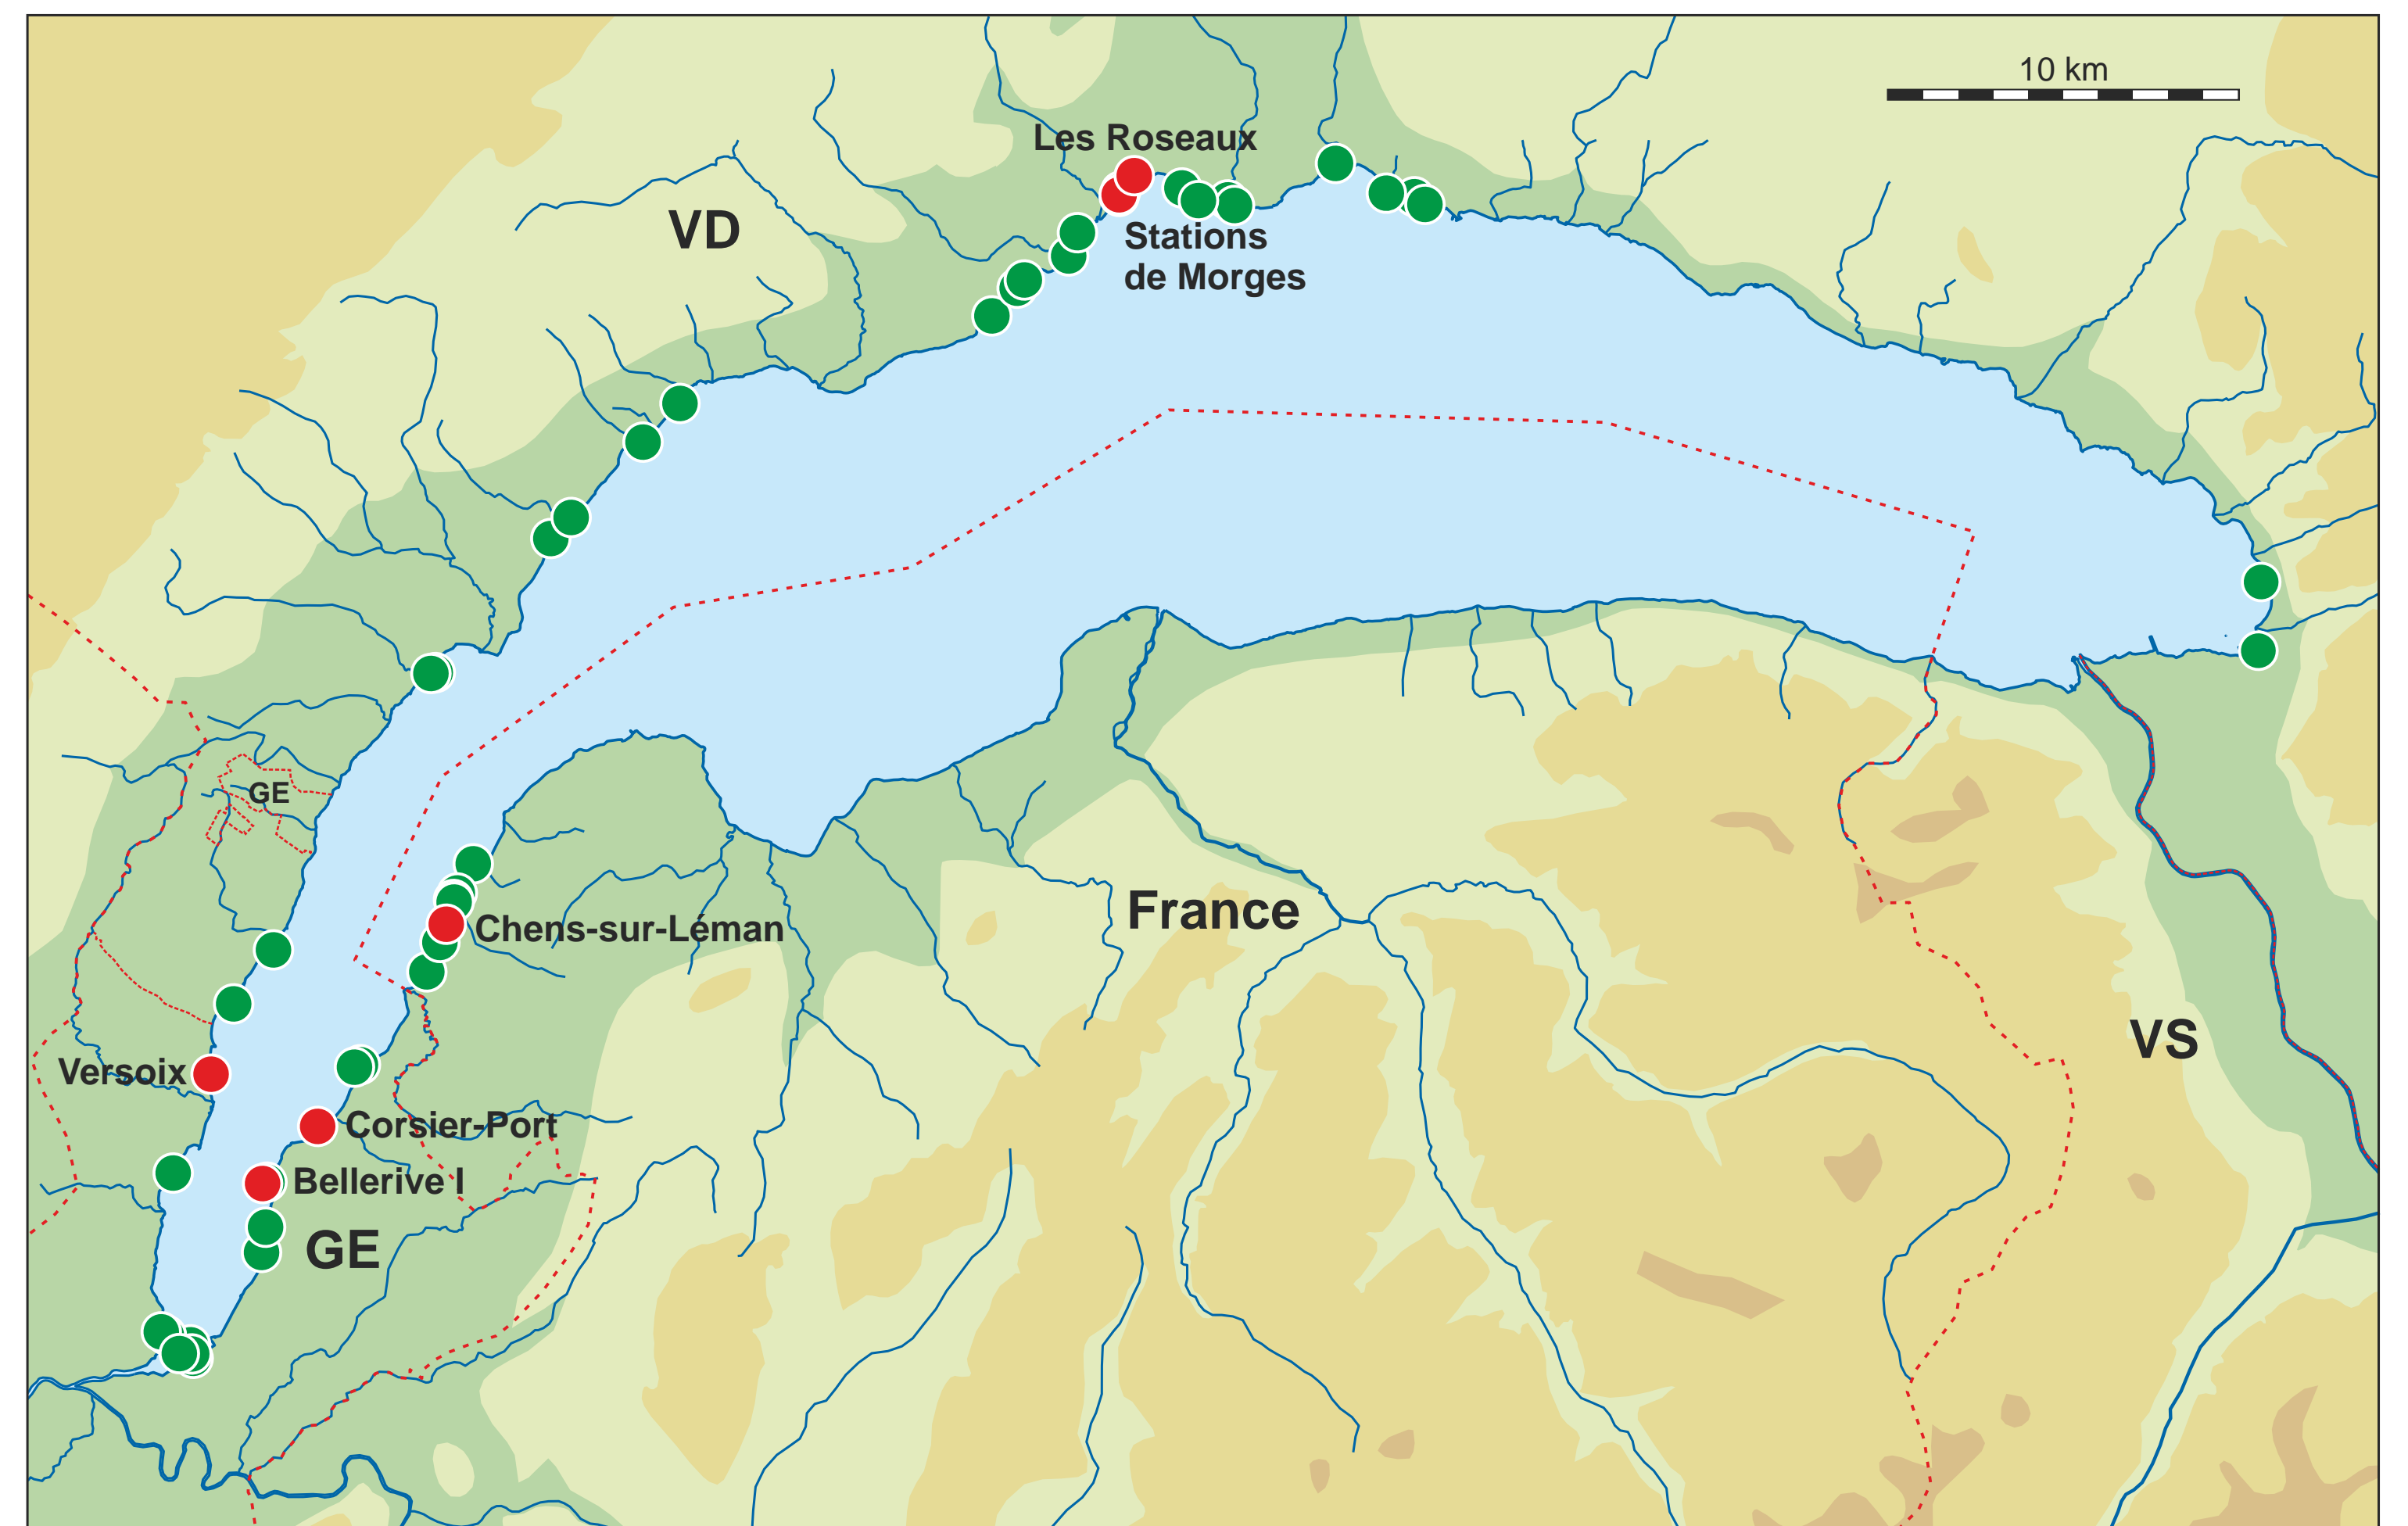 10 km
Les Roseaux
VD
Stations
de Morges
GE
France
Chens-sur-Léman
VS
Versoix
Corsier-Port
Bellerive I
GE